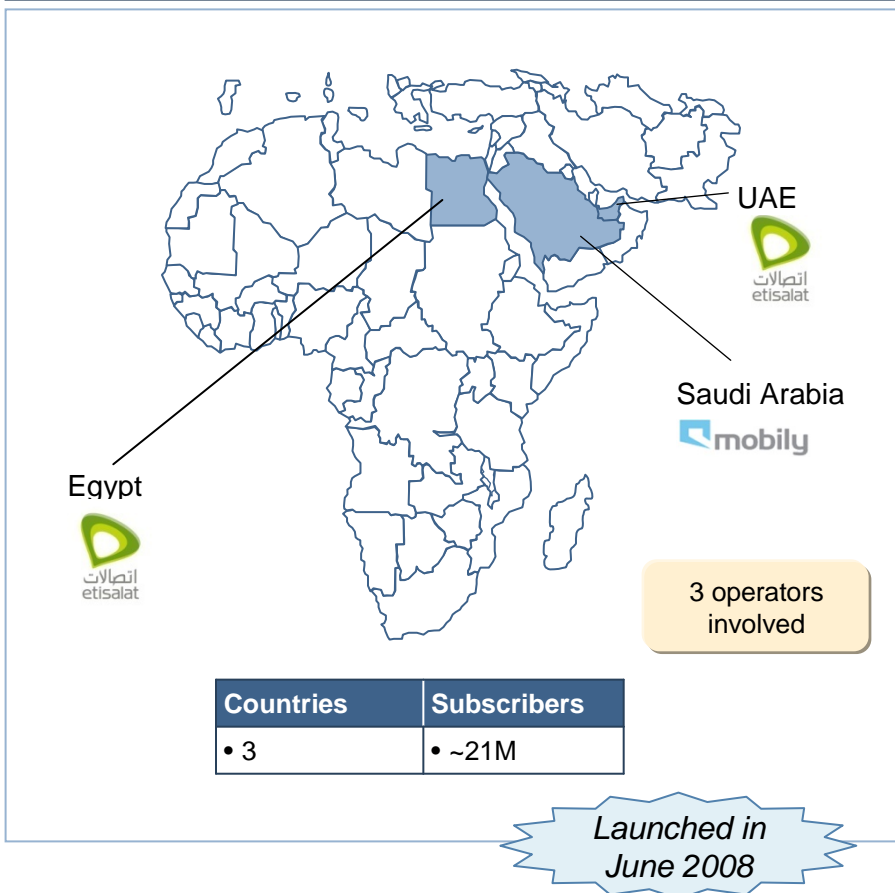 UAE
اتصالات
etisalat
Saudi Arabia
mobily
Egypt
اتصالات
etisalat
3 operators
involved
Countries Subscribers
• 3 • ~21M
Launched in
June 2008